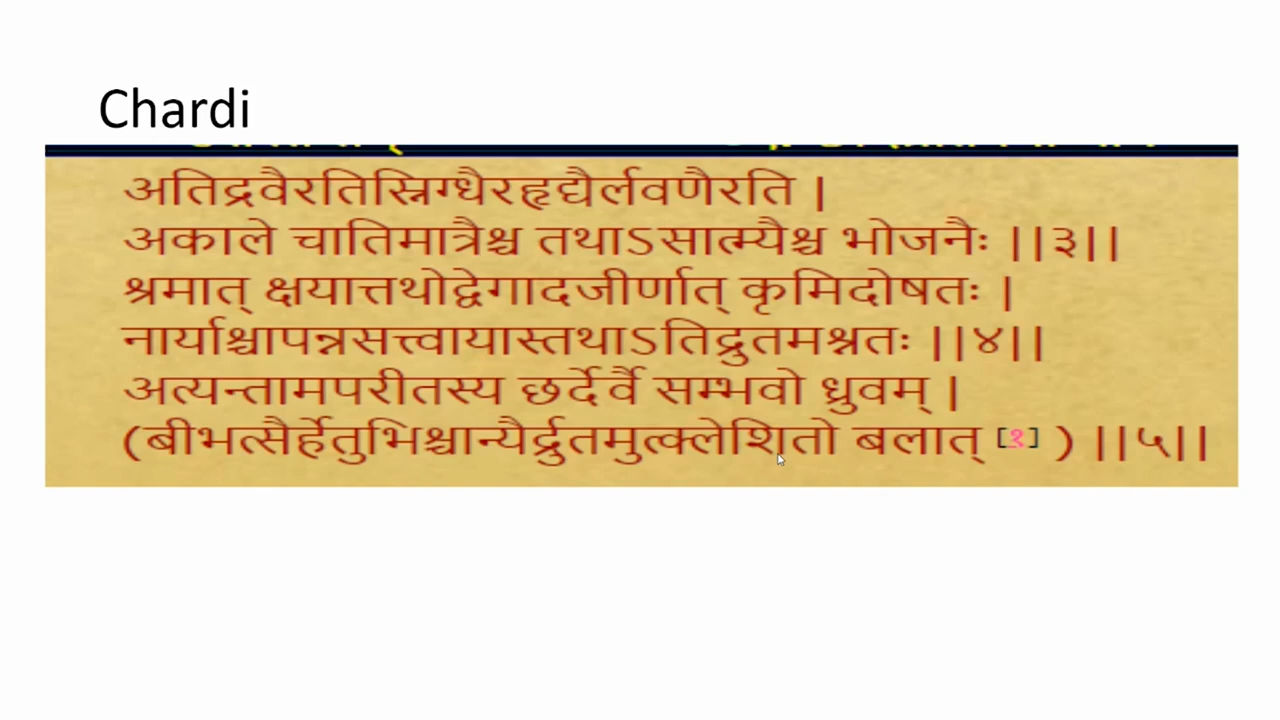 Chardi
अतिद्रवैरतिस्निग्धैरहृद्यैर्लवणैरति |
अकाले चातिमात्रैश्च तथाऽसात्म्यैश्च भोजनैः ||३||
श्रमात् क्षयात्तथोद्वेगादजीर्णात् कृमिदोषतः |
नार्याश्चापन्नसत्त्वायास्तथाऽतिद्रुतमश्नतः ||४||
अत्यन्तामपरीतस्य छर्देर्वै सम्भवो ध्रुवम् |
(बीभत्सैर्हेतुभिश्चान्यैर्द्रुतमुत्क्लेशितो बलात् [१] ) ||५||